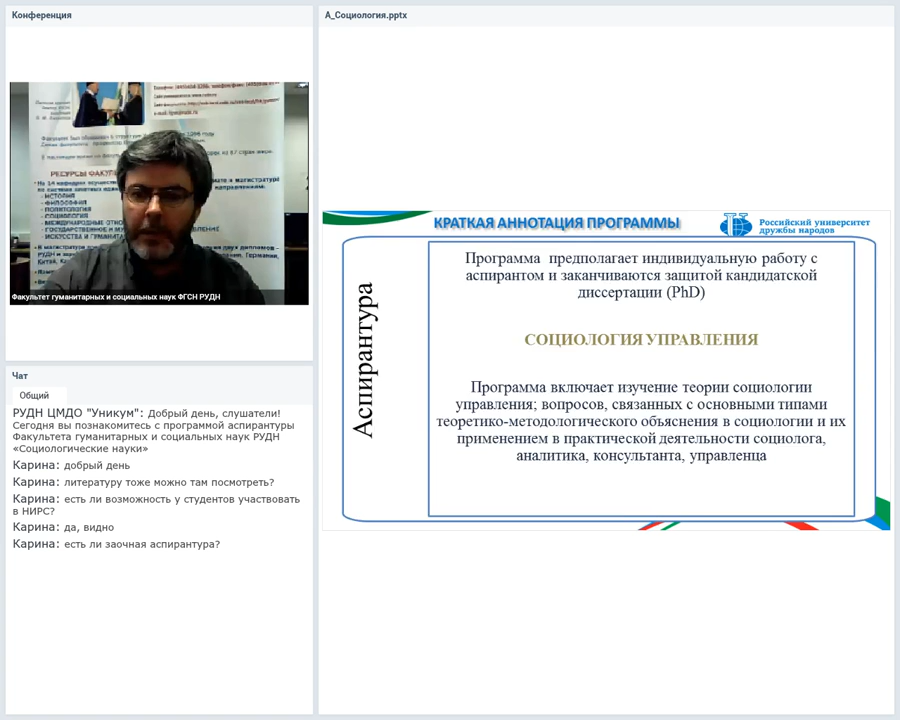 Конференция
РЕСУРСЫ ФАКУЛ
- ИСТОРИЯ
- ФИЛОСОФИЯ
- ПОЛИТОЛОГИЯ
- СОЦИОЛОГИЯ
Факультет гуманитарных и социальных наук ФГСН РУДН
Чат
Общий
РУДН ЦМДО "Уникум": Добрый день, слушатели!
Сегодня вы познакомитесь с программой аспирантуры
Факультета гуманитарных и социальных наук РУДН
«Социологические науки»
Карина: добрый день
Карина: литературу тоже можно там посмотреть?
Карина: есть ли возможность у студентов участвовать
в НИРС?
Карина: да, видно
Карина: есть ли заочная аспирантура?
A_Социология.pptx
КРАТКАЯ АННОТАЦИЯ ПРОГРАММЫ
Российский университет
дружбы народов
Аспирантура
Программа предполагает индивидуальную работу с
аспирантом и заканчиваются защитой кандидатской
диссертации (PhD)
СОЦИОЛОГИЯ УПРАВЛЕНИЯ
Программа включает изучение теории социологии
управления; вопросов, связанных с основными типами
теоретико-методологического объяснения в социологии и их
применением в практической деятельности социолога,
аналитика, консультанта, управленца